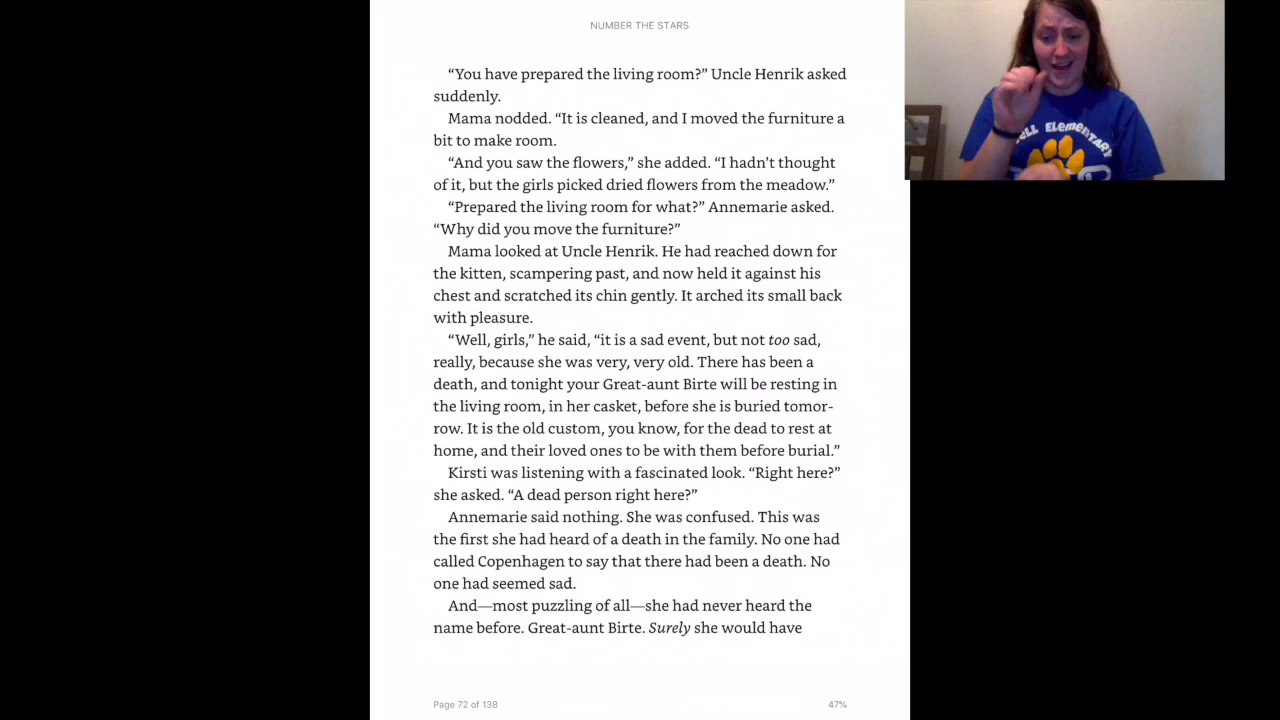 NUMBER THE STARS
“You have prepared the living room?” Uncle Henrik asked
suddenly.
Mama nodded. “It is cleaned, and I moved the furniture a
bit to make room.
“And you saw the flowers,” she added. “I hadn’t thought
of it, but the girls picked dried flowers from the meadow.”
“Prepared the living room for what?” Annemarie asked.
“Why did you move the furniture?”
Mama looked at Uncle Henrik. He had reached down for
the kitten, scampering past, and now held it against his
chest and scratched its chin gently. It arched its small back
with pleasure.
“Well, girls,” he said, “it is a sad event, but not too sad,
really, because she was very, very old. There has been a
death, and tonight your Great-aunt Birte will be resting in
the living room, in her casket, before she is buried tomor-
row. It is the old custom, you know, for the dead to rest at
home, and their loved ones to be with them before burial.”
Kirsti was listening with a fascinated look. “Right here?”
she asked. “A dead person right here?”
Annemarie said nothing. She was confused. This was
the first she had heard of a death in the family. No one had
called Copenhagen to say that there had been a death. No
one had seemed sad.
And—most puzzling of all—she had never heard the
name before. Great-aunt Birte. Surely she would have
Page 72 of 138
47%
ELEMENTARY